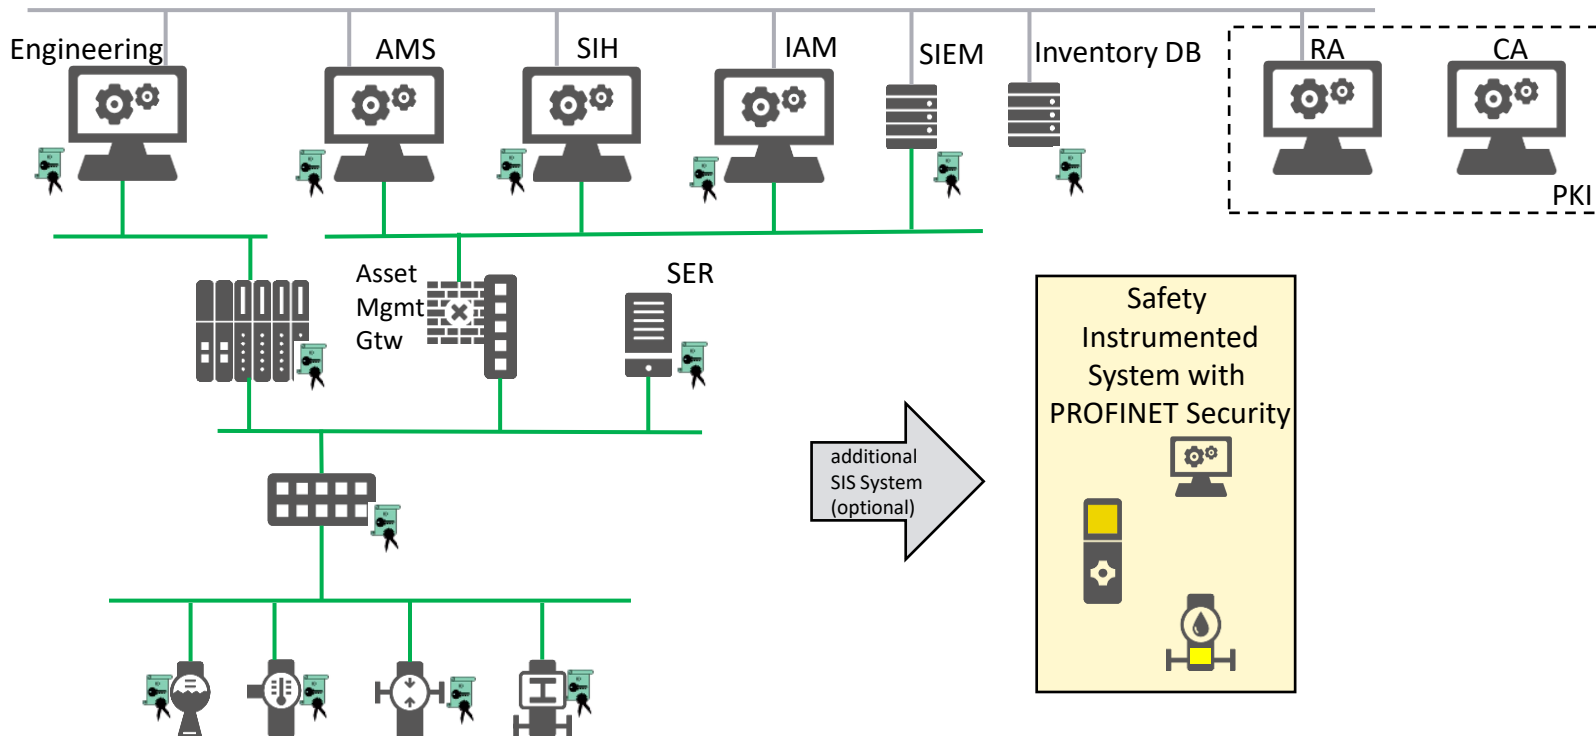 Engineering
AMS
SIH
IAM
SIEM
Inventory DB
RA
CA
PKI
Asset
Mgmt
Gtw
SER
additional
SIS System
(optional)
Safety
Instrumented
System with
PROFINET Security